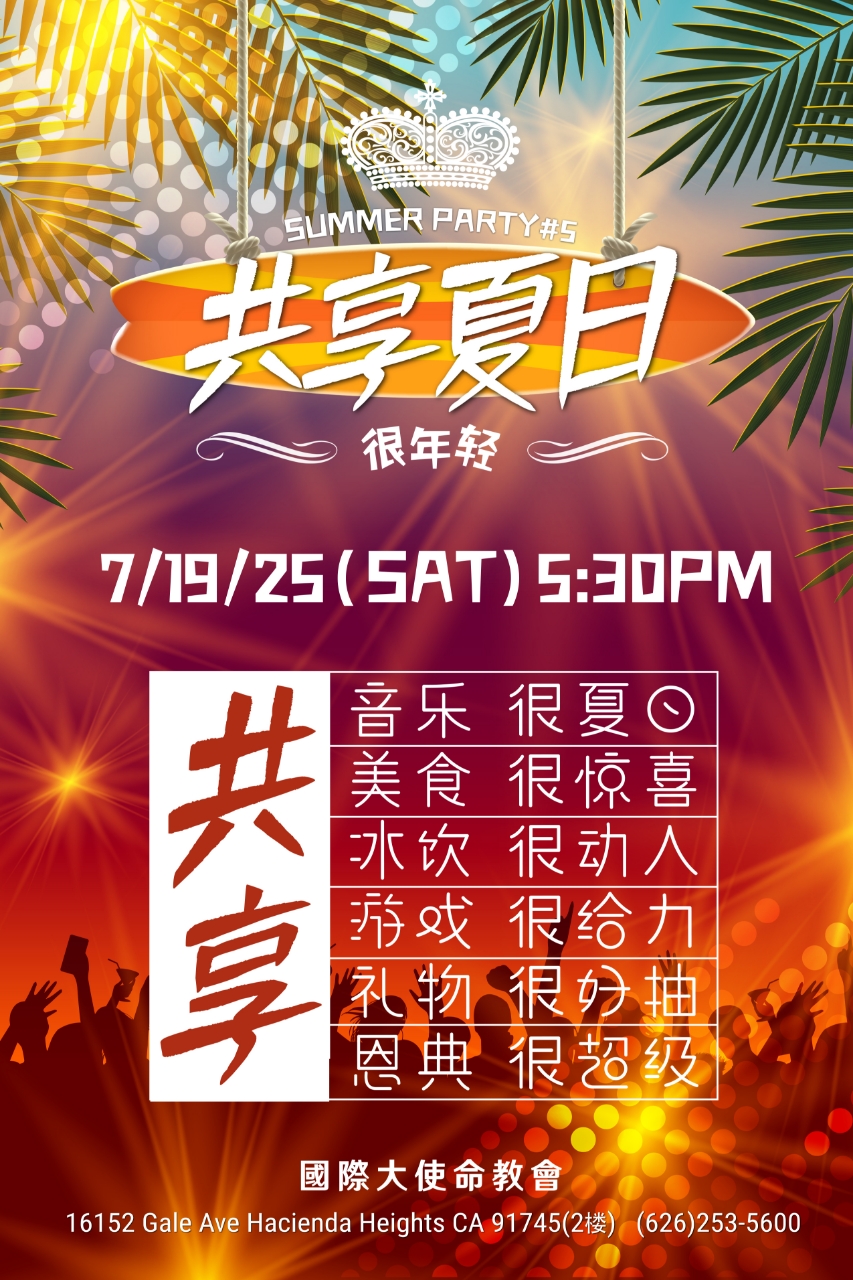 SUMMER PARTY#5
共享夏日
很年轻
7/19/25(SAT) 5:30PM
共享
音乐 很夏日
美食 很惊喜
冰饮 很动人
游戏 很给力
礼物 很好抽
恩典 很超级
國際大使命教會
16152 Gale Ave Hacienda Heights CA 91745(2楼) (626)253-5600